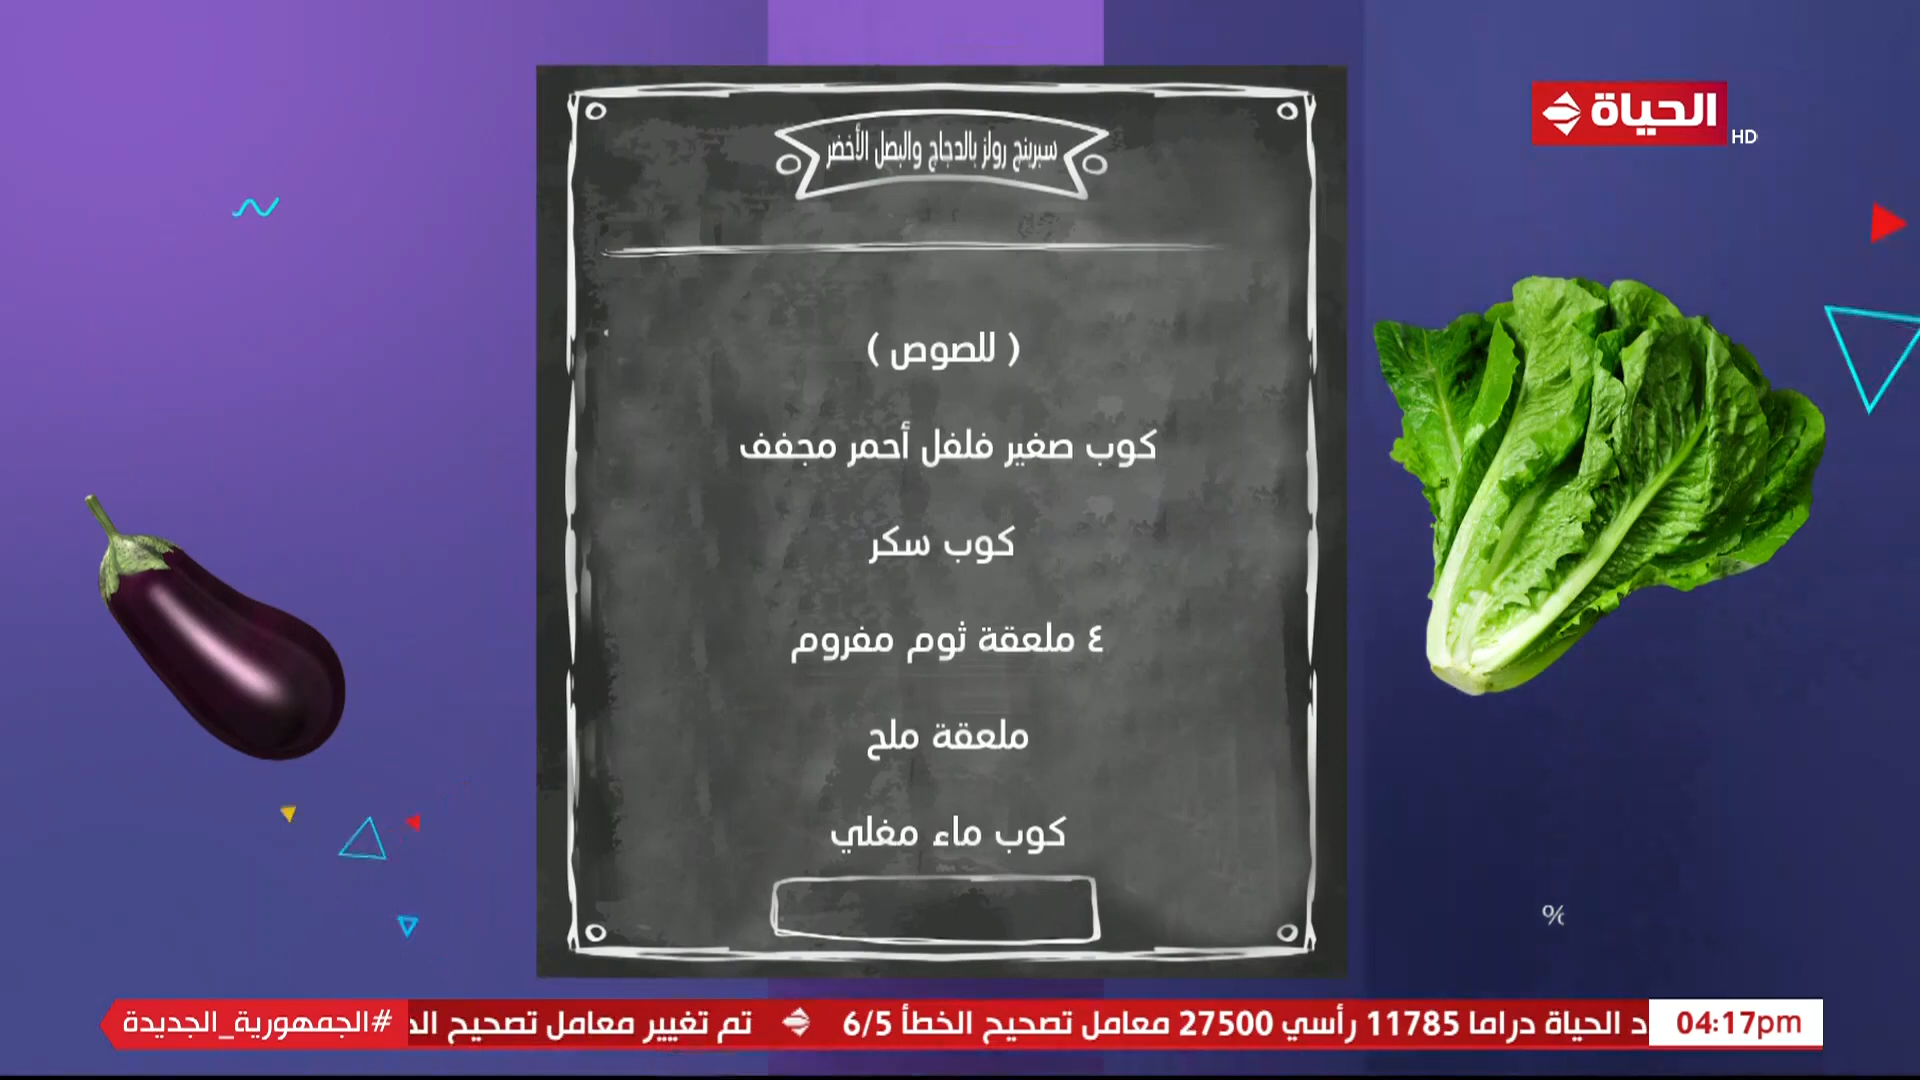 الحياة
HD
سبرينج رولز بالدجاج والبصل الأخضر
( للصوص )
كوب صغير فلفل أحمر مجفف
كوب سكر
٤ ملعقة ثوم مفروم
ملعقة ملح
كوب ماء مغلي
%
04:17pm
د الحياة دراما 11785 رأسي 27500 معامل تصحيح الخطأ 6/5
تم تغيير معامل تصحيح
#الجمهورية_الجديدة